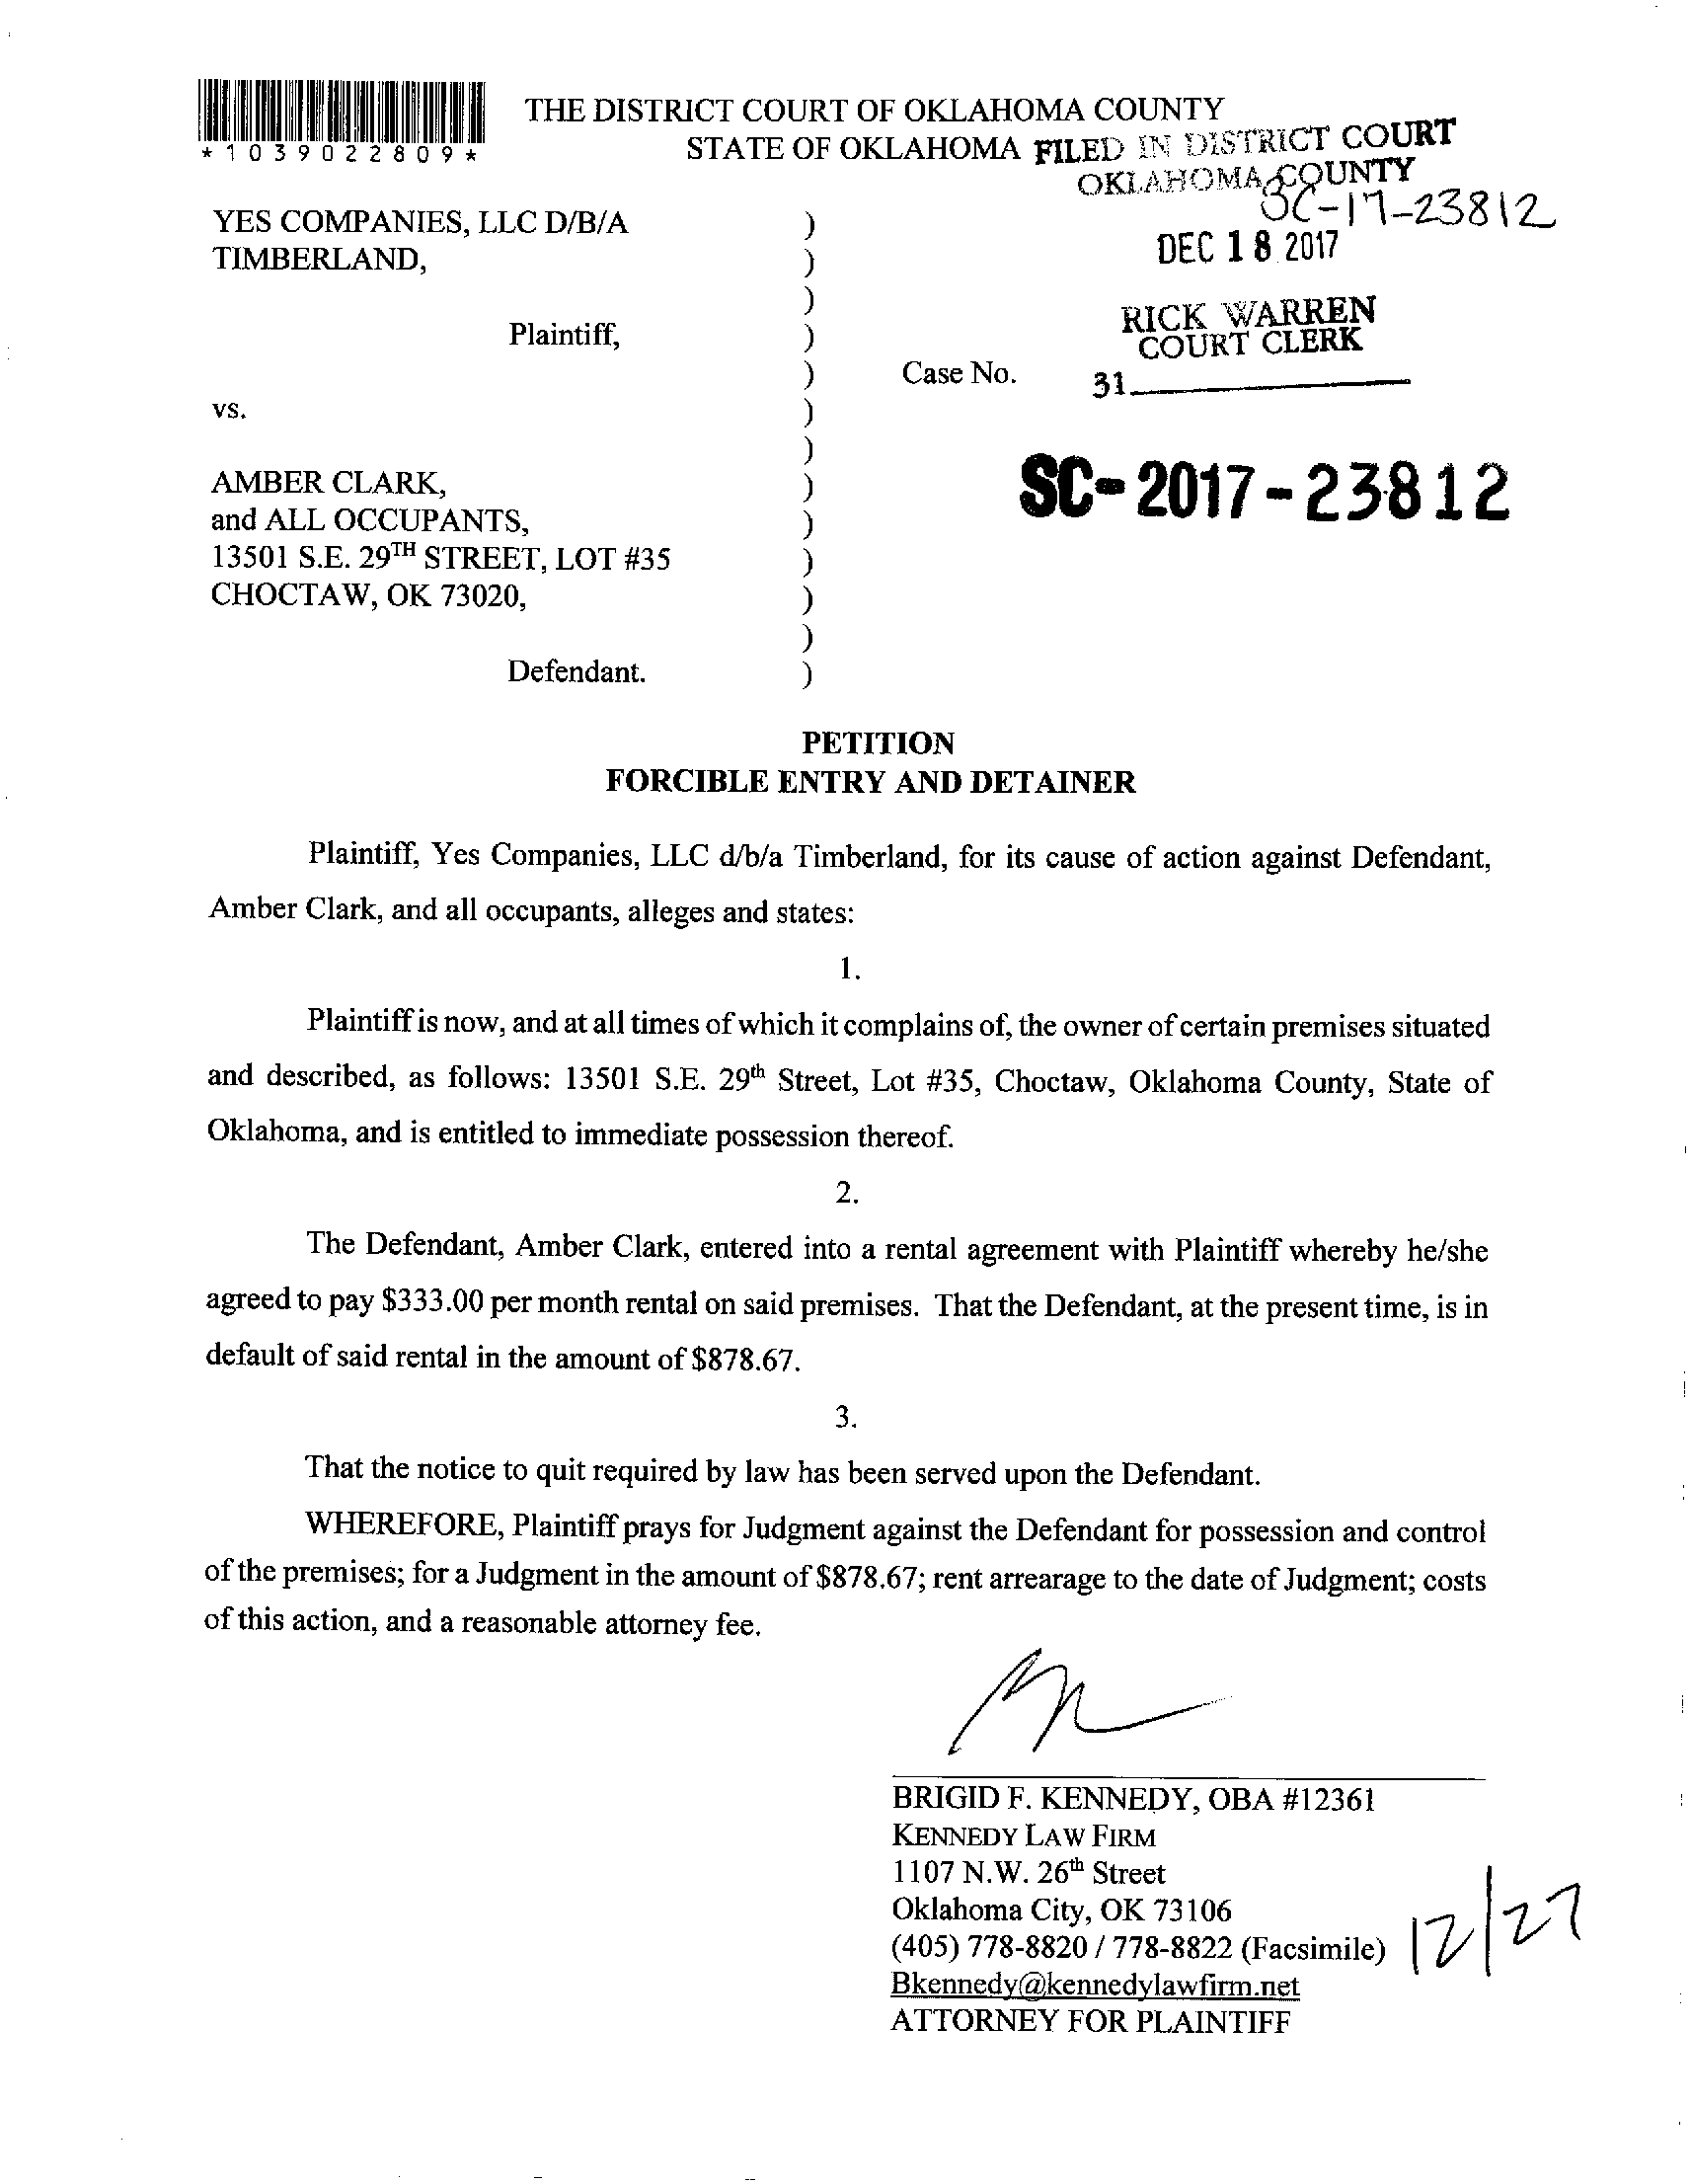 THE DISTRICT COURT OF OKLAHOMA COUNTY
*1039022809*
STATE OF OKLAHOMA
FILED IN DISTRICT COURT
OKLAHOMA COUNTY
SC-17-23812
YES COMPANIES, LLC D/B/A )
TIMBERLAND, )
DEC 18 2017
)
RICK WARREN
Plaintiff, )
COURT CLERK
) Case No.
31
vs. )
)
AMBER CLARK, )
SC-2017-23812
and ALL OCCUPANTS, )
13501 S.E. 29TH STREET, LOT #35 )
CHOCTAW, OK 73020, )
)
Defendant. )
PETITION
FORCIBLE ENTRY AND DETAINER
Plaintiff, Yes Companies, LLC d/b/a Timberland, for its cause of action against Defendant,
Amber Clark, and all occupants, alleges and states:
1.
Plaintiff is now, and at all times of which it complains of, the owner of certain premises situated
and described, as follows: 13501 S.E. 29th Street, Lot #35, Choctaw, Oklahoma County, State of
Oklahoma, and is entitled to immediate possession thereof.
2.
The Defendant, Amber Clark, entered into a rental agreement with Plaintiff whereby he/she
agreed to pay $333.00 per month rental on said premises. That the Defendant, at the present time, is in
default of said rental in the amount of $878.67.
3.
That the notice to quit required by law has been served upon the Defendant.
WHEREFORE, Plaintiff prays for Judgment against the Defendant for possession and control
of the premises; for a Judgment in the amount of $878.67; rent arrearage to the date of Judgment; costs
of this action, and a reasonable attorney fee.
BRIGID F. KENNEDY, OBA #12361
KENNEDY LAW FIRM
1107 N.W. 26th Street
Oklahoma City, OK 73106
(405) 778-8820 / 778-8822 (Facsimile)
12/27
Bkennedy@kennedylawfirm.net
ATTORNEY FOR PLAINTIFF